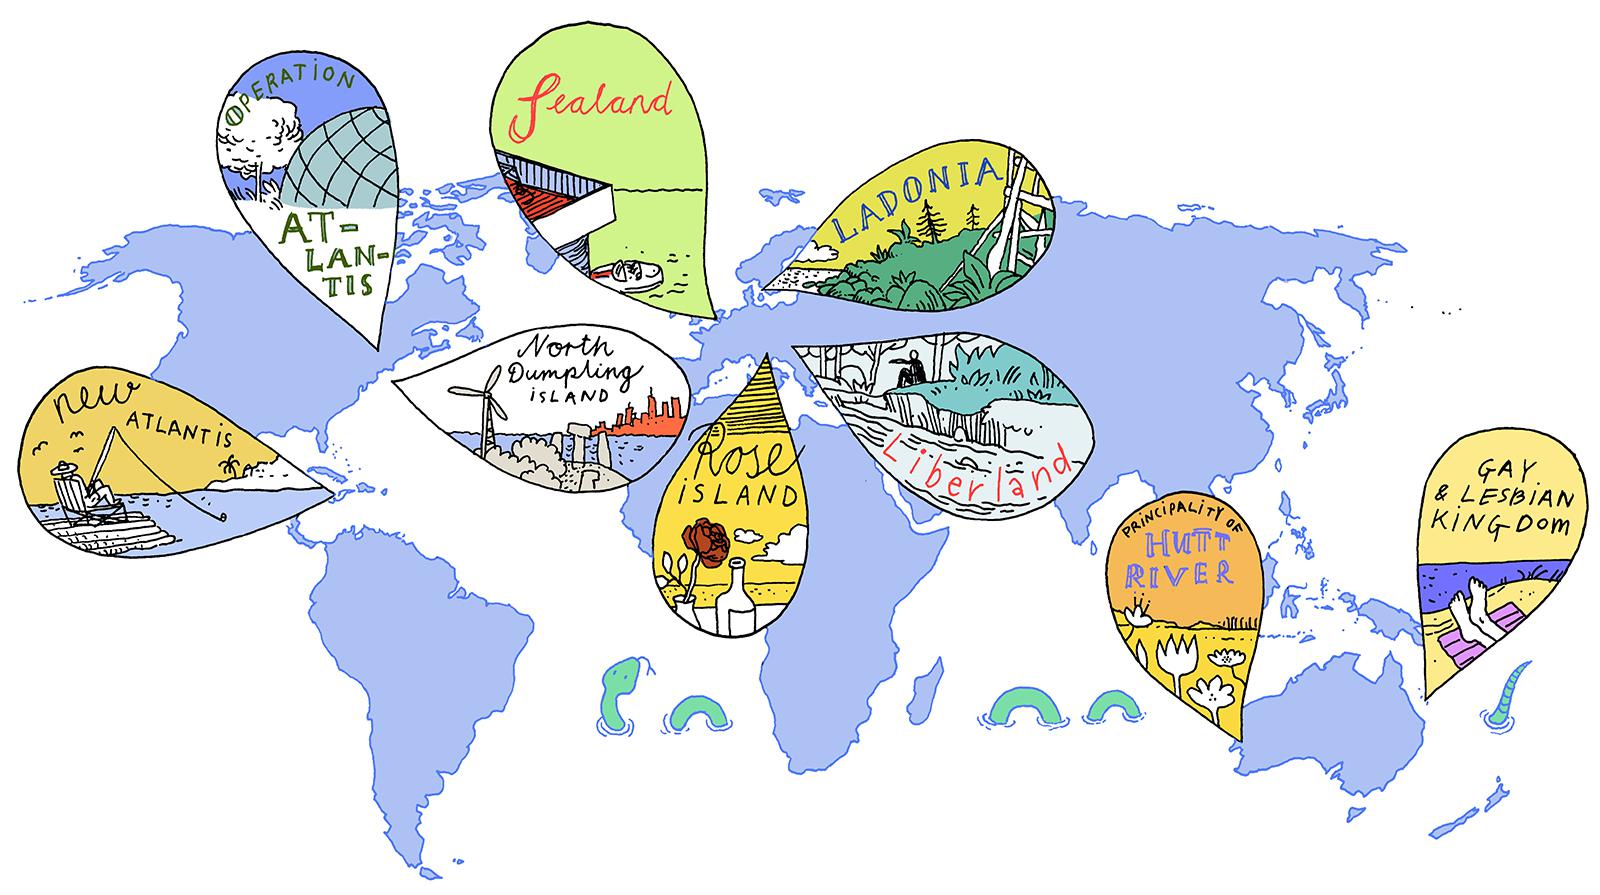 OPERATION
AT-
LAN-
TIS
Sealand
LADONIA
new
ATLANTIS
North
Dumpling
ISLAND
Rose
ISLAND
Liberland
PRINCIPALITY OF
HUTT
RIVER
GAY
& LESBIAN
KINGDOM